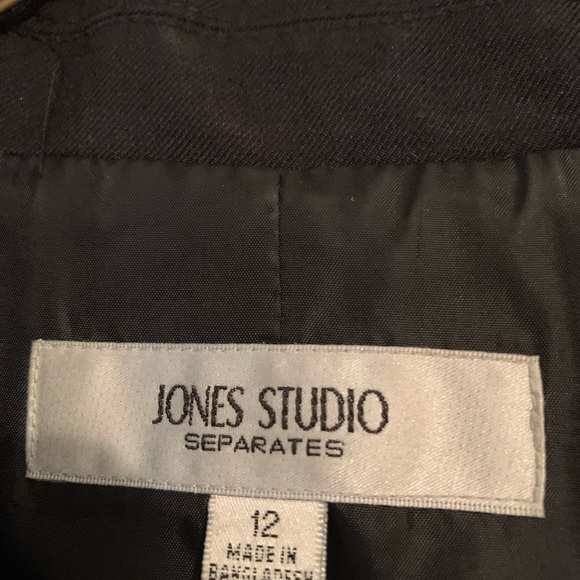 JONES STUDIO
SEPARATES
12
MADE IN
BANGLADESH